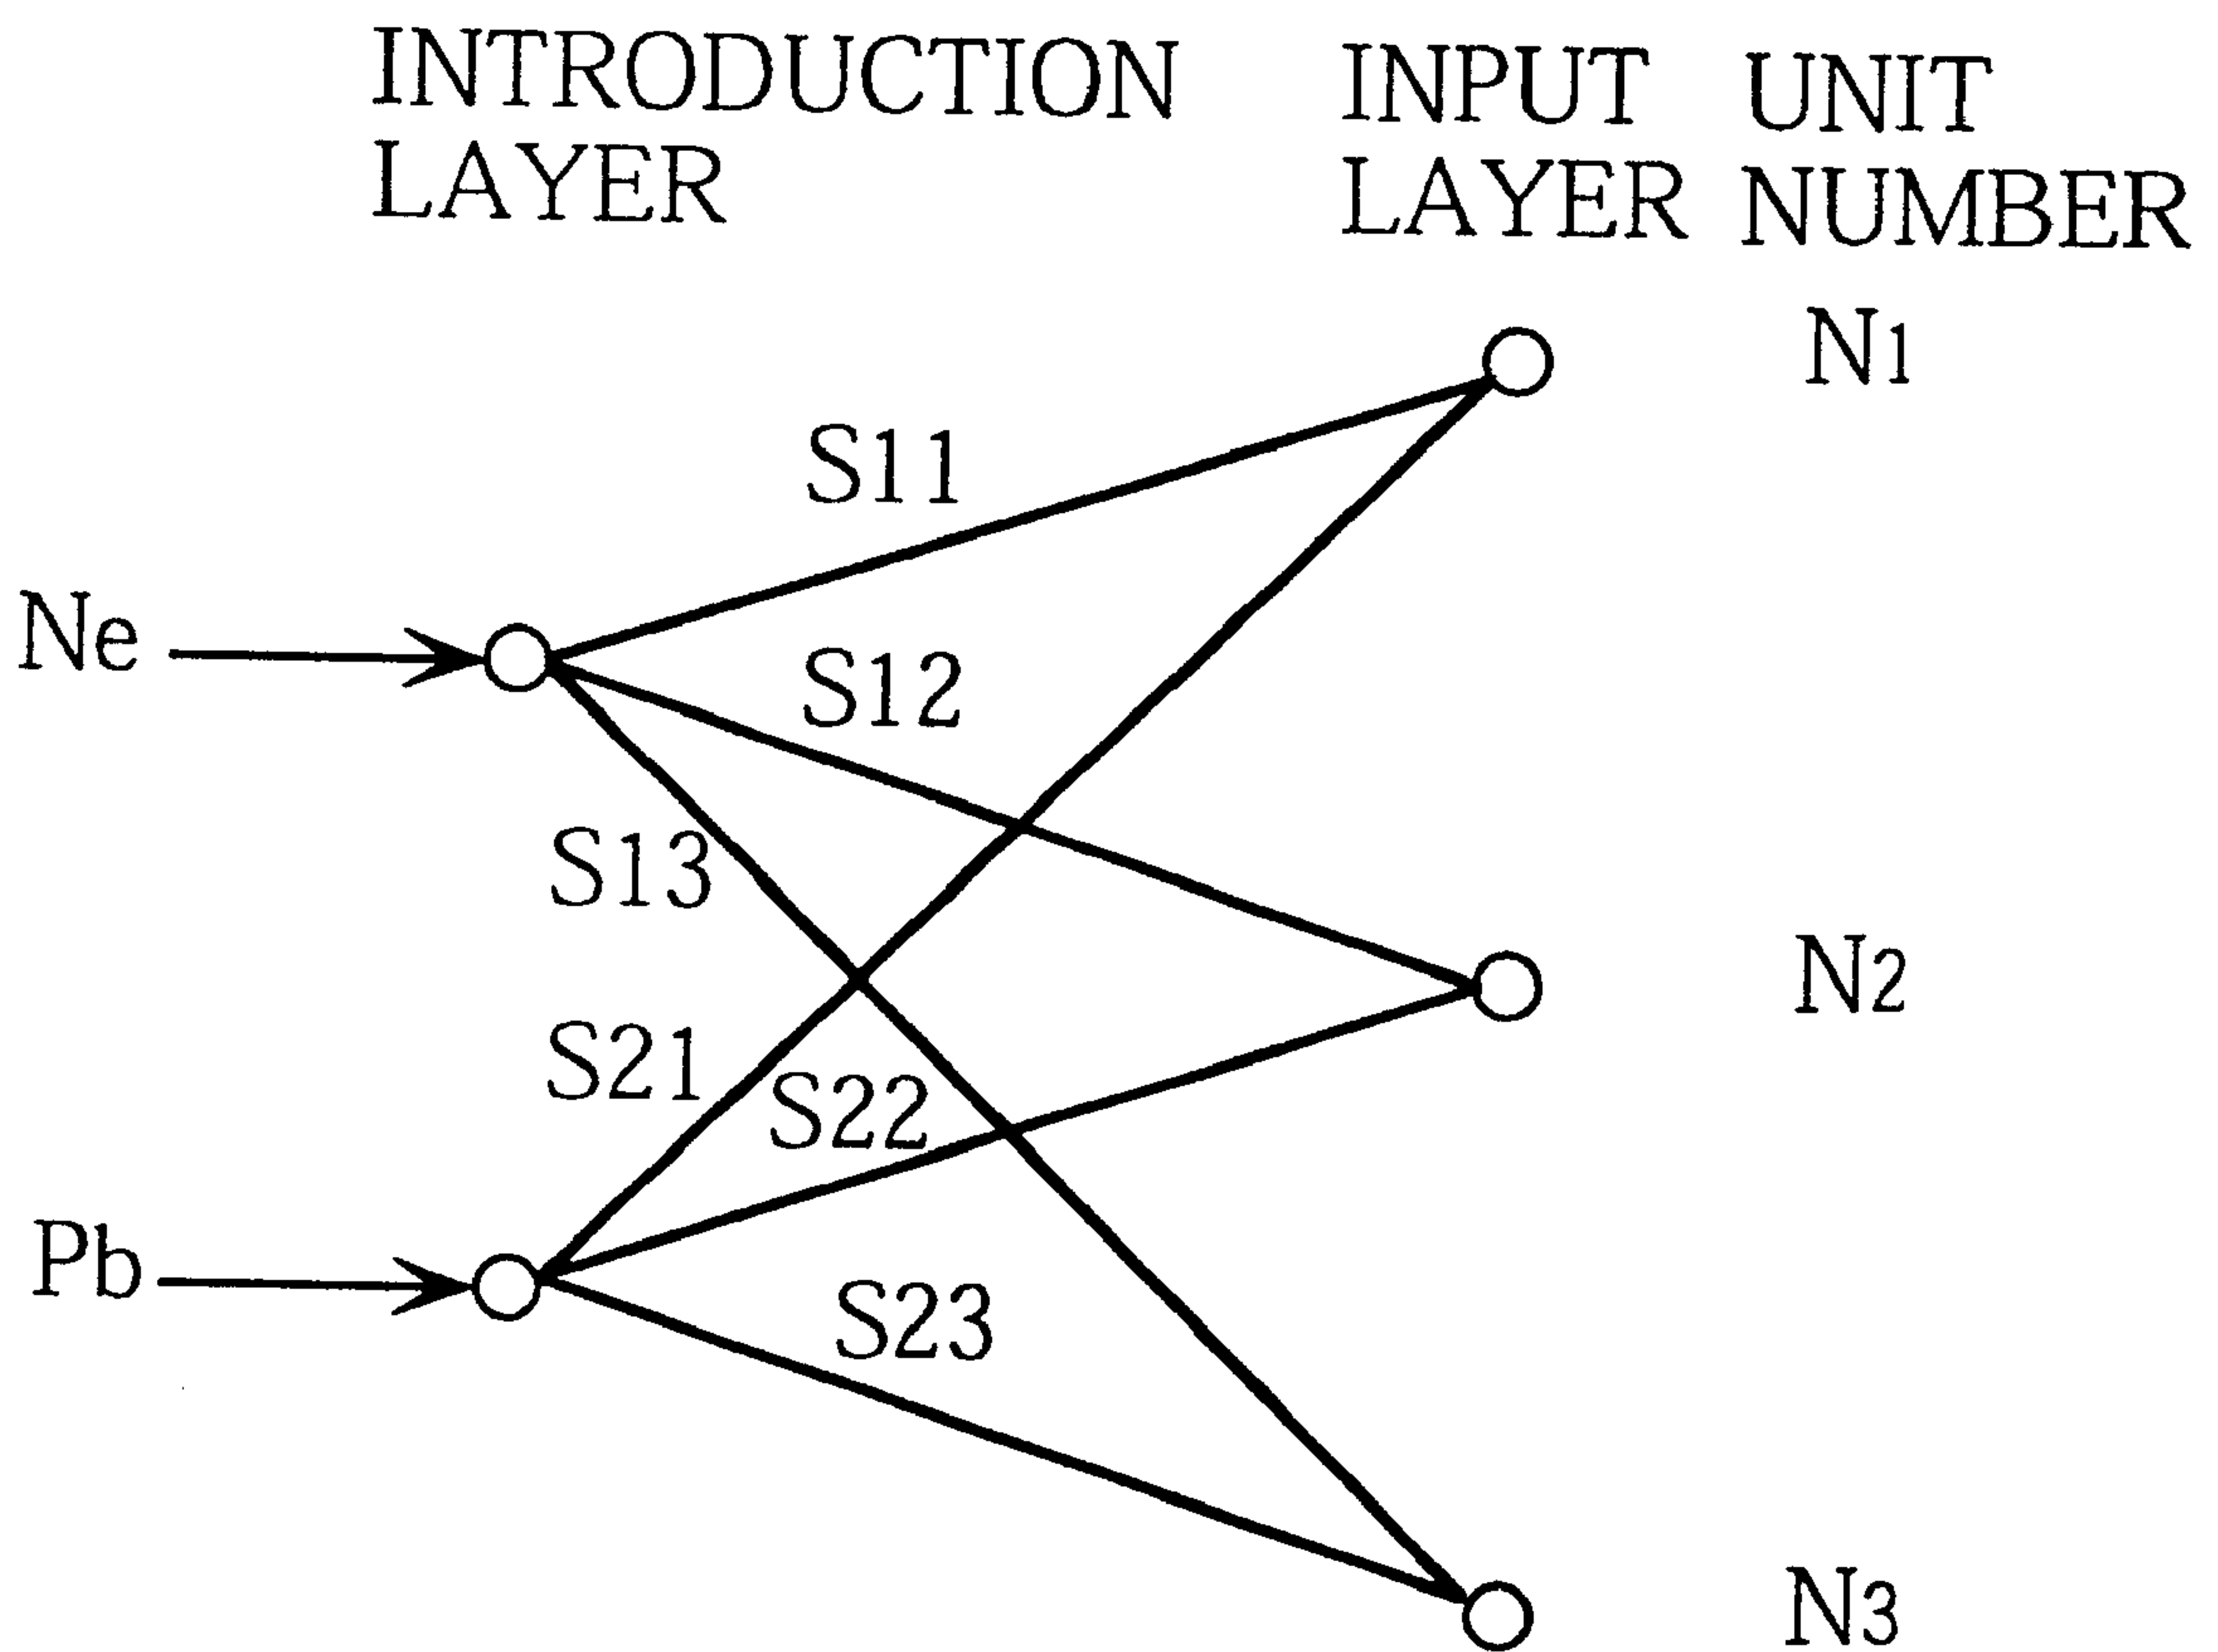 INTRODUCTION LAYER
INPUT LAYER
UNIT NUMBER
N1
S11
Ne
S12
S13
N2
S21
S22
Pb
S23
N3